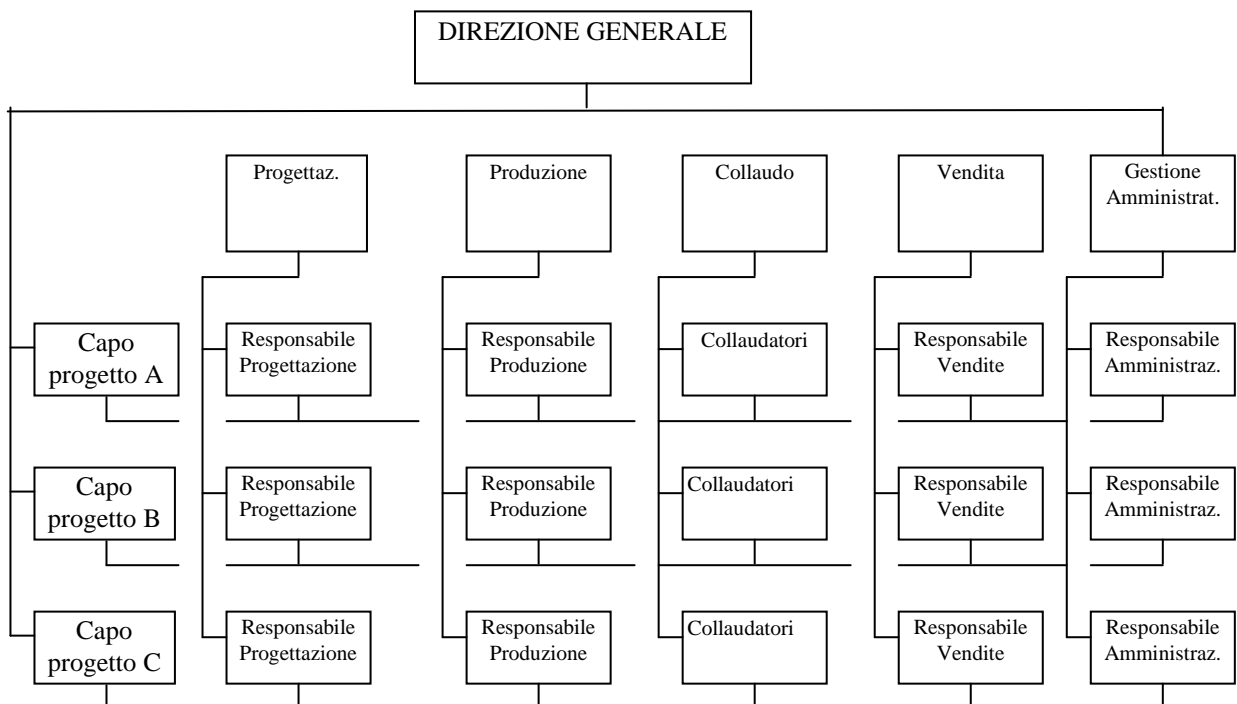 DIREZIONE GENERALE
Progettaz.
Produzione
Collaudo
Vendita
Gestione
Amministrat.
Capo
progetto A
Responsabile
Progettazione
Responsabile
Produzione
Collaudatori
Responsabile
Vendite
Responsabile
Amministraz.
Capo
progetto B
Responsabile
Progettazione
Responsabile
Produzione
Collaudatori
Responsabile
Vendite
Responsabile
Amministraz.
Capo
progetto C
Responsabile
Progettazione
Responsabile
Produzione
Collaudatori
Responsabile
Vendite
Responsabile
Amministraz.